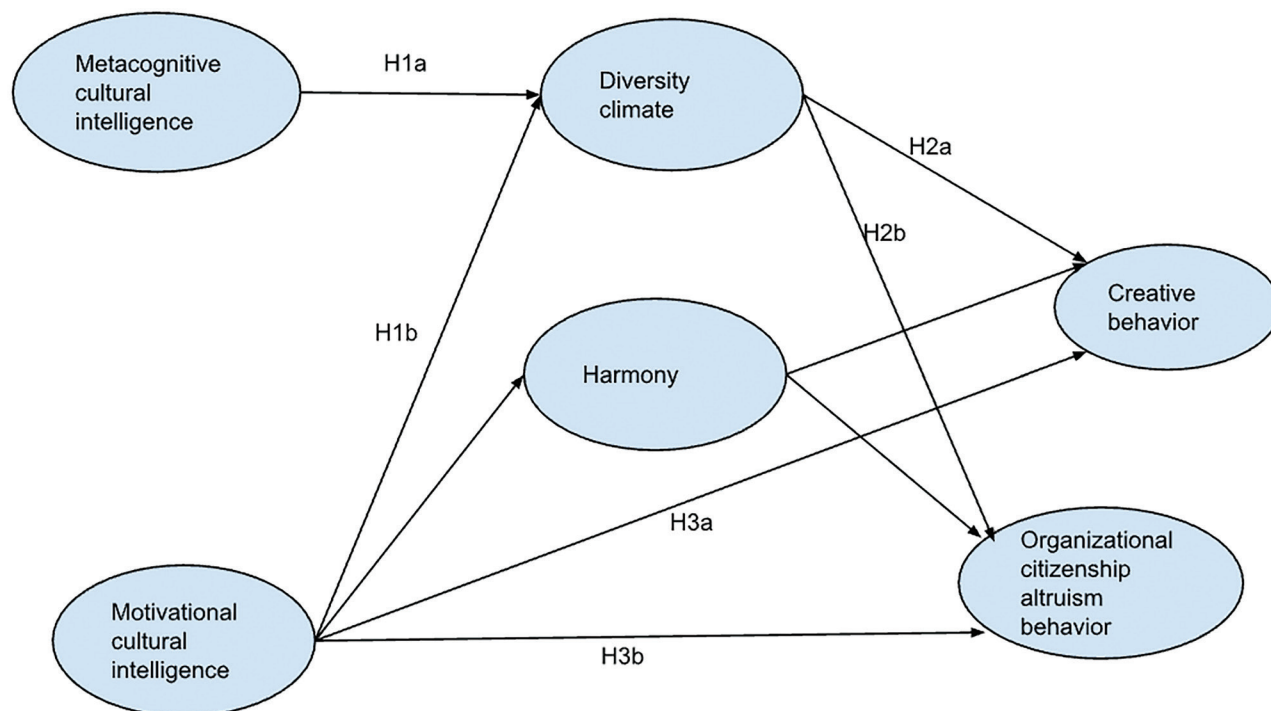 Metacognitive
cultural
intelligence
H1a
Diversity
climate
H2a
H2b
Creative
behavior
H1b
Harmony
H3a
Organizational
citizenship
altruism
behavior
Motivational
cultural
intelligence
H3b